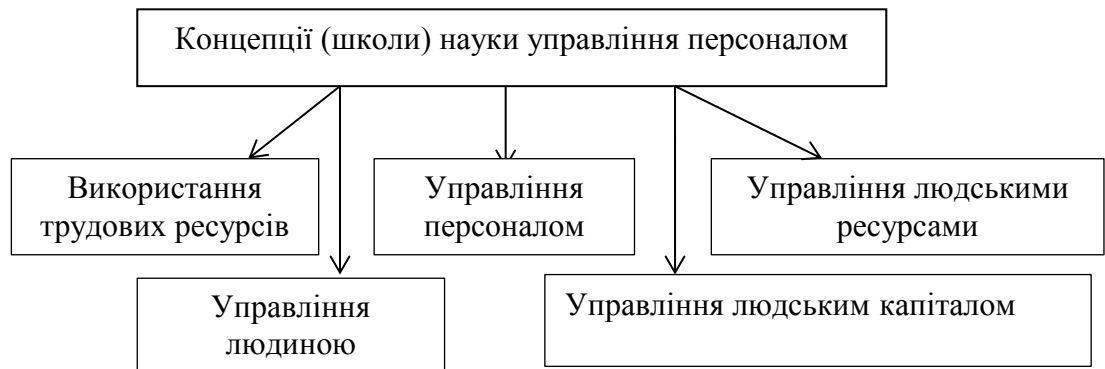 Концепції (школи) науки управління персоналом
Використання
трудових ресурсів
Управління
персоналом
Управління людськими
ресурсами
Управління
людиною
Управління людським капіталом